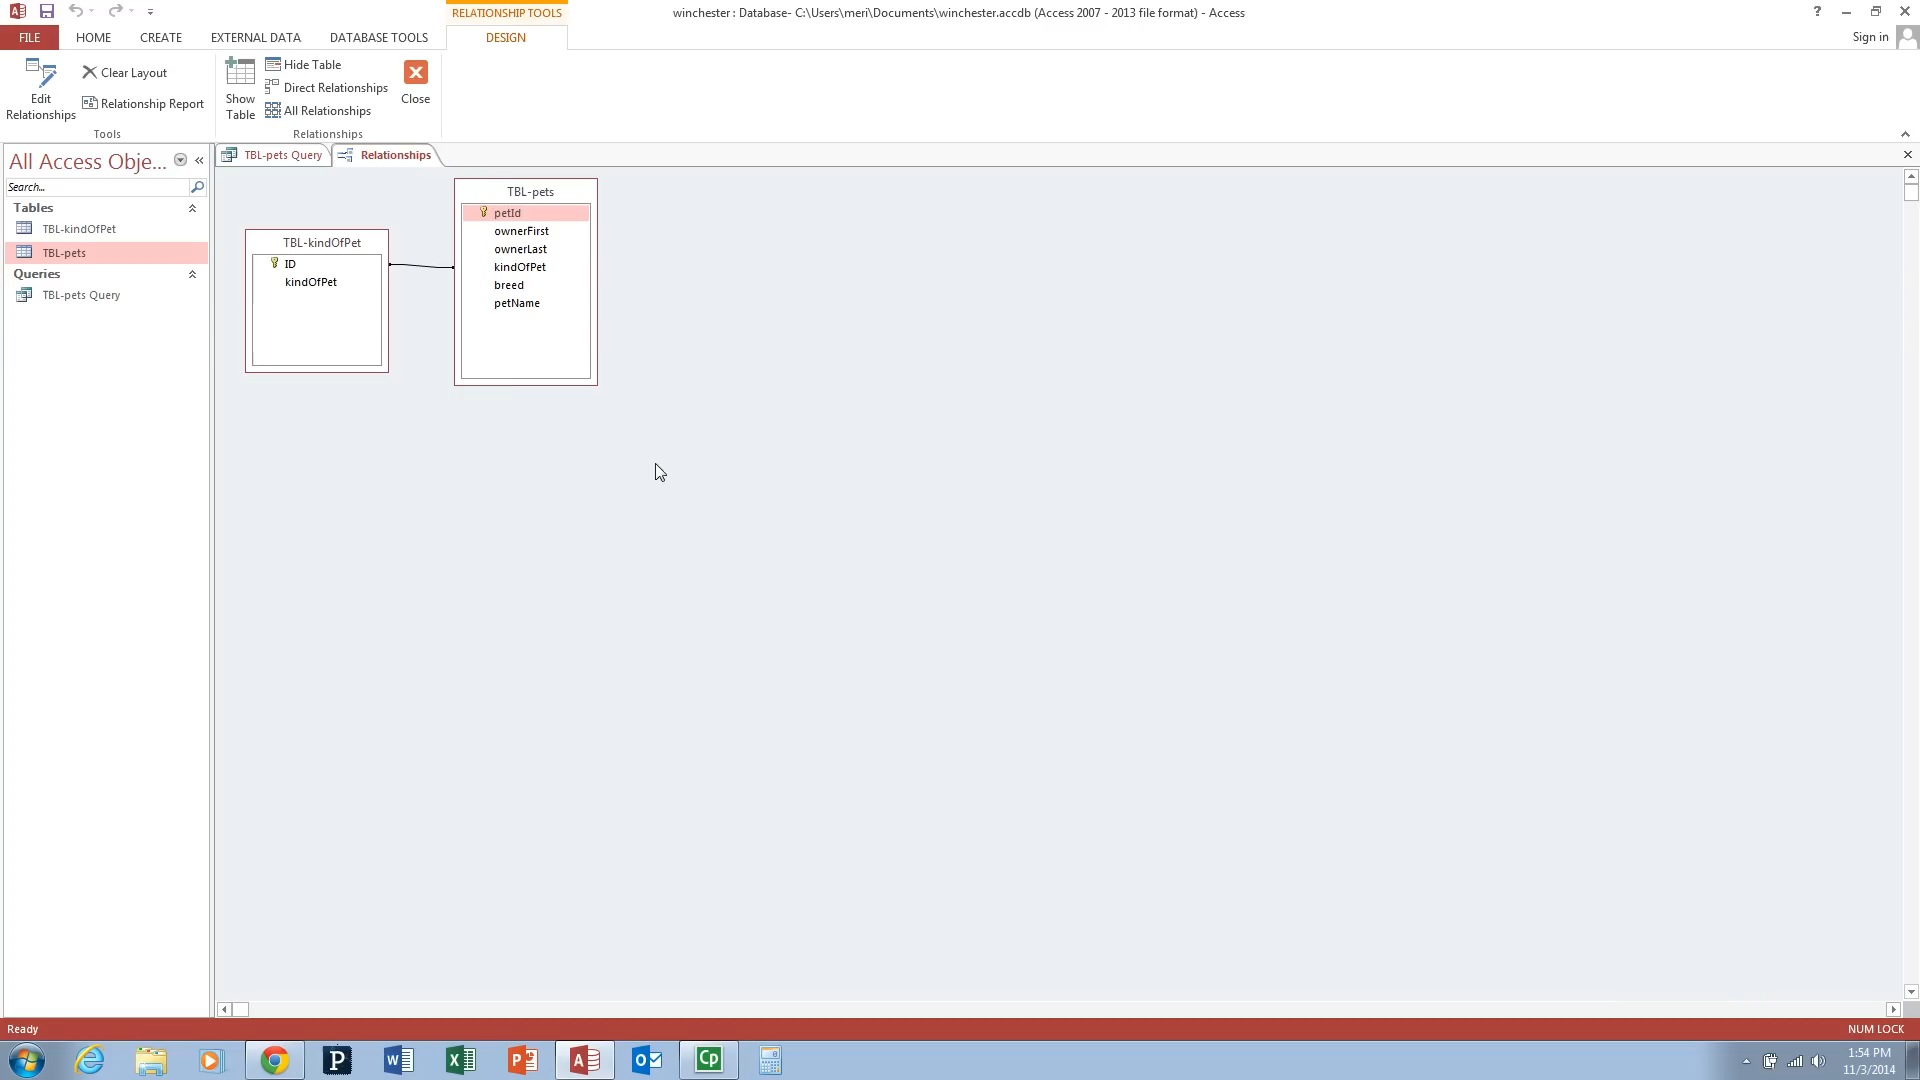 RELATIONSHIP TOOLS
winchester : Database- C:\Users\meri\Documents\winchester.accdb (Access 2007 - 2013 file format) - Access
?
FILE
HOME
CREATE
EXTERNAL DATA
DATABASE TOOLS
DESIGN
Sign in
Edit
Relationships
Clear Layout
Relationship Report
Tools
Show
Table
Hide Table
Direct Relationships
All Relationships
Relationships
Close
All Access Obje...
Search...
Tables
TBL-kindOfPet
TBL-pets
Queries
TBL-pets Query
TBL-pets Query
Relationships
TBL-kindOfPet
ID
kindOfPet
TBL-pets
petId
ownerFirst
ownerLast
kindOfPet
breed
petName
Ready
NUM LOCK
P
W
X
P
A
O
Cp
1:54 PM
11/3/2014